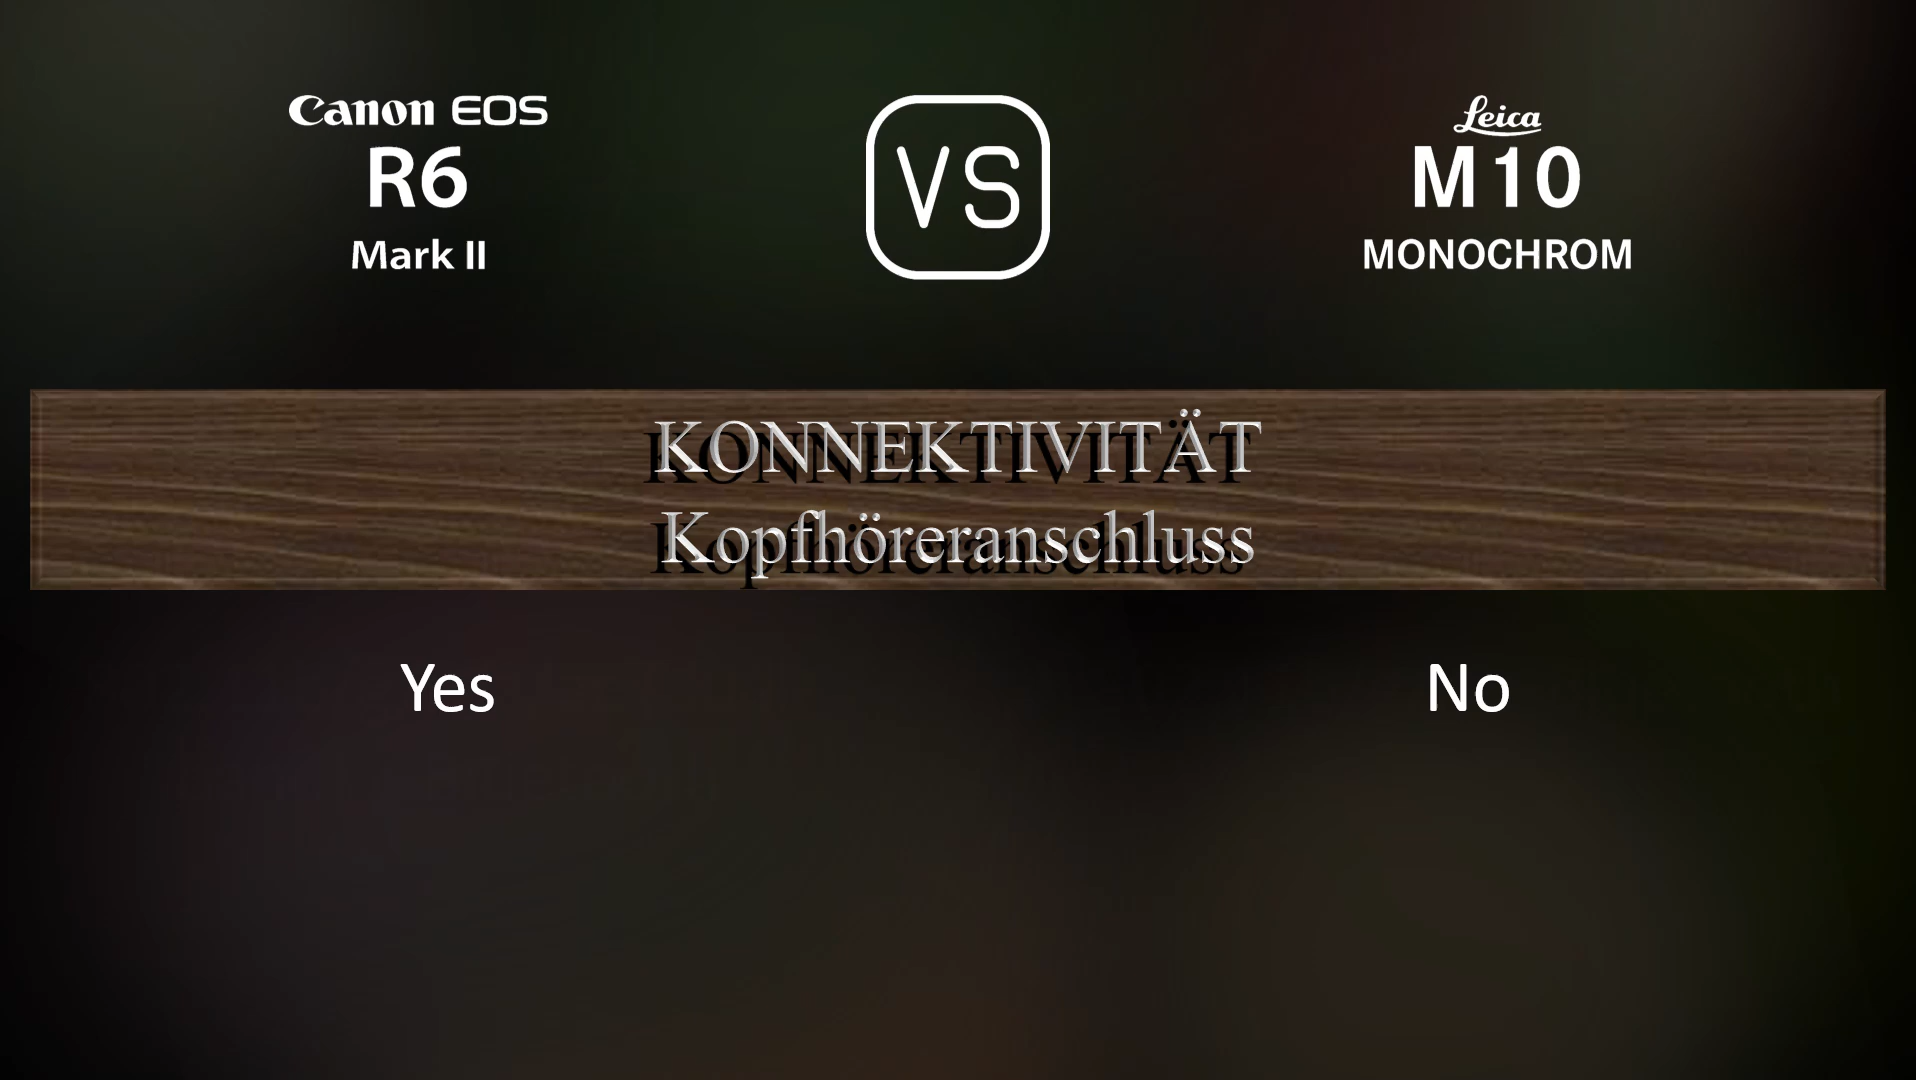 Canon EOS
R6
Mark II
VS
Leica
M10
MONOCHROM
KONNEKTIVITÄT
Kopfhöreranschluss
Yes
No